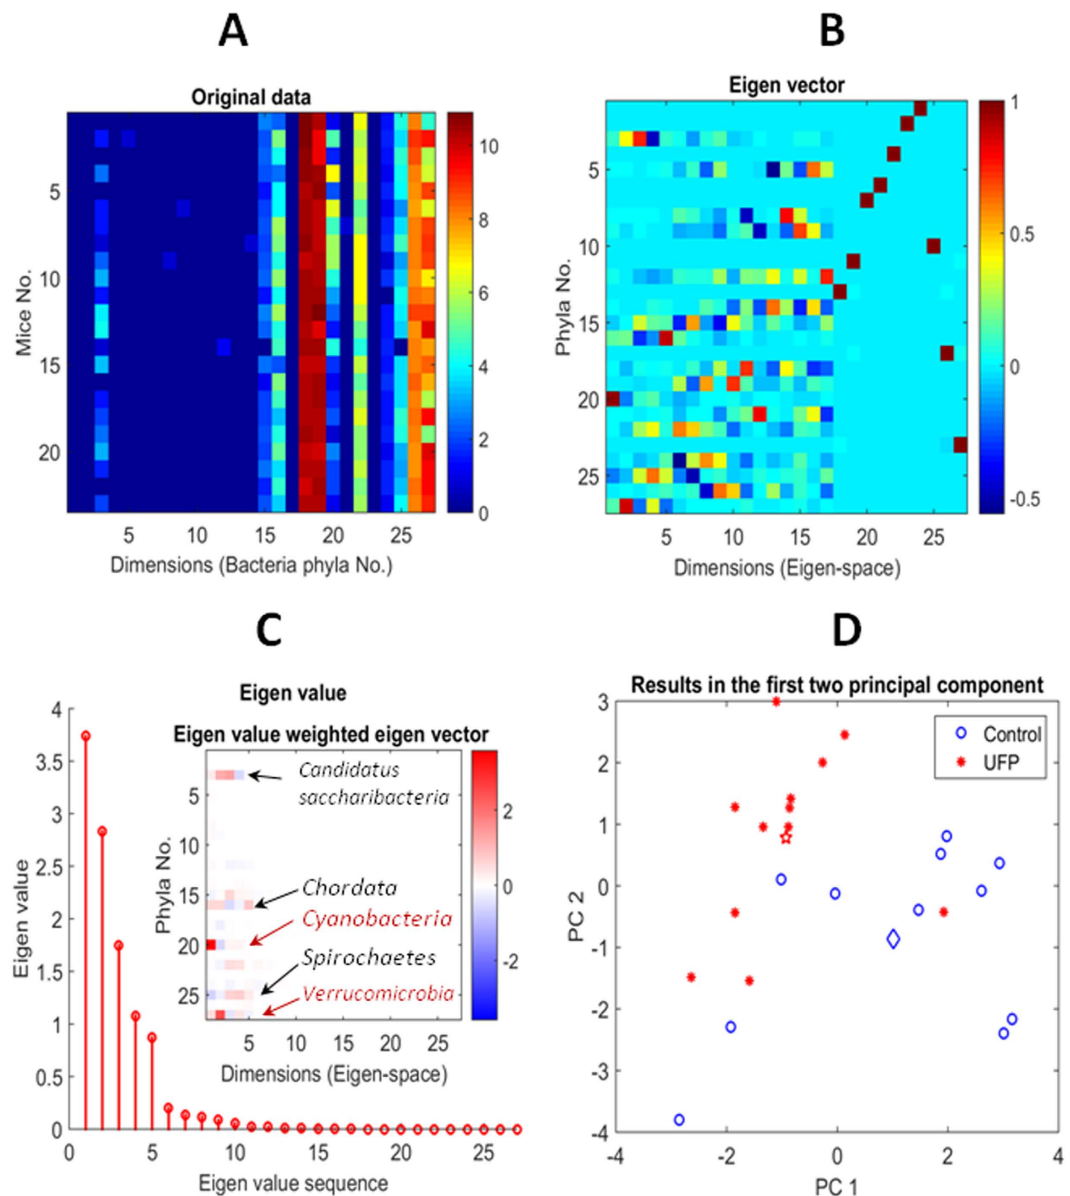 A
B
Original data
Eigen vector
10
8
6
4
2
0
5
10
15
20
Mice No.
5
10
15
20
25
Dimensions (Bacteria phyla No.)
1
0.5
0
-0.5
5
10
15
20
25
Phyla No.
5
10
15
20
25
Dimensions (Eigen-space)
C
D
Eigen value
Eigen value weighted eigen vector
4
3.5
3
2.5
2
1.5
1
0.5
0
Eigen value
0
5
10
15
20
25
Eigen value sequence
5
10
15
20
25
Phyla No.
Candidatus
saccharibacteria
Chordata
Cyanobacteria
Spirochaetes
Verrucomicrobia
2
0
-2
5
10
15
20
25
Dimensions (Eigen-space)
Results in the first two principal component
Control
UFP
3
2
1
0
-1
-2
-3
-4
PC 2
-4
-2
0
2
4
PC 1